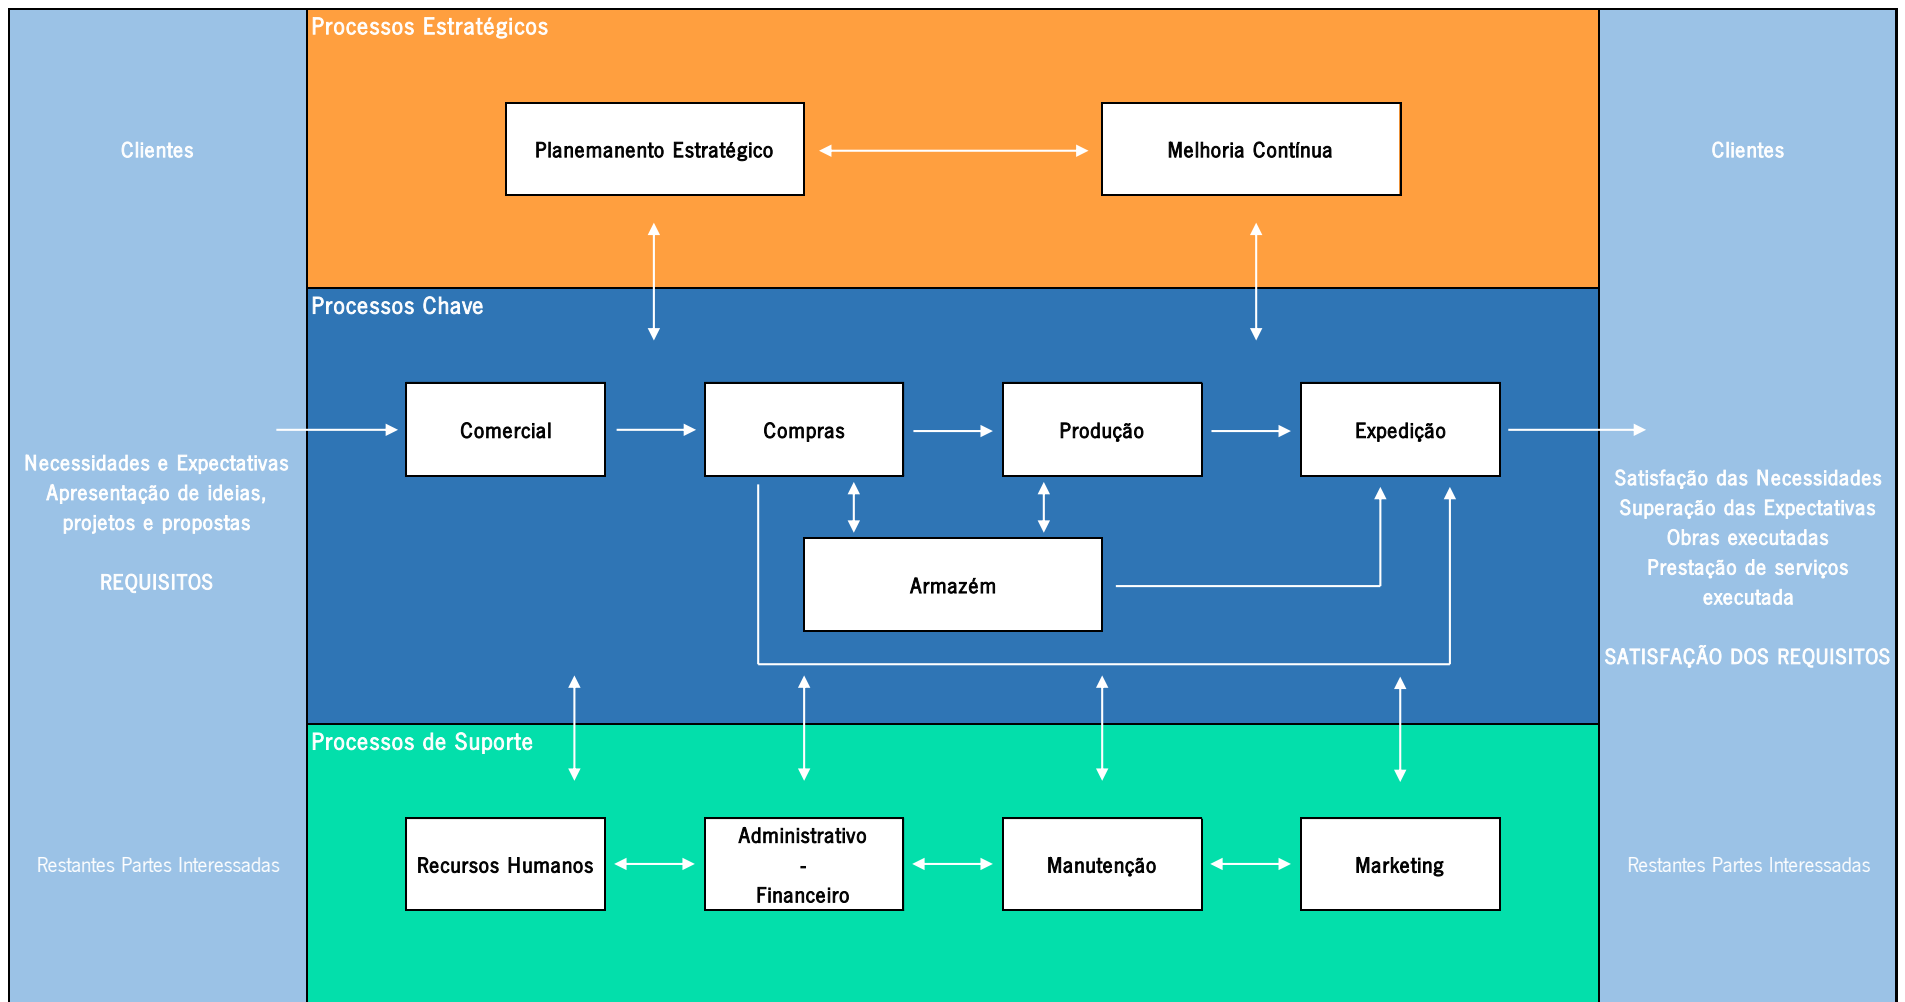 Processos Estratégicos
Clientes
Planemanento Estratégico
Melhoria Contínua
Clientes
Processos Chave
Comercial
Compras
Produção
Expedição
Necessidades e Expectativas
Apresentação de ideias,
projetos e propostas
REQUISITOS
Armazém
Satisfação das Necessidades
Superação das Expectativas
Obras executadas
Prestação de serviços
executada
SATISFAÇÃO DOS REQUISITOS
Processos de Suporte
Restantes Partes Interessadas
Recursos Humanos
Administrativo
-
Financeiro
Manutenção
Marketing
Restantes Partes Interessadas